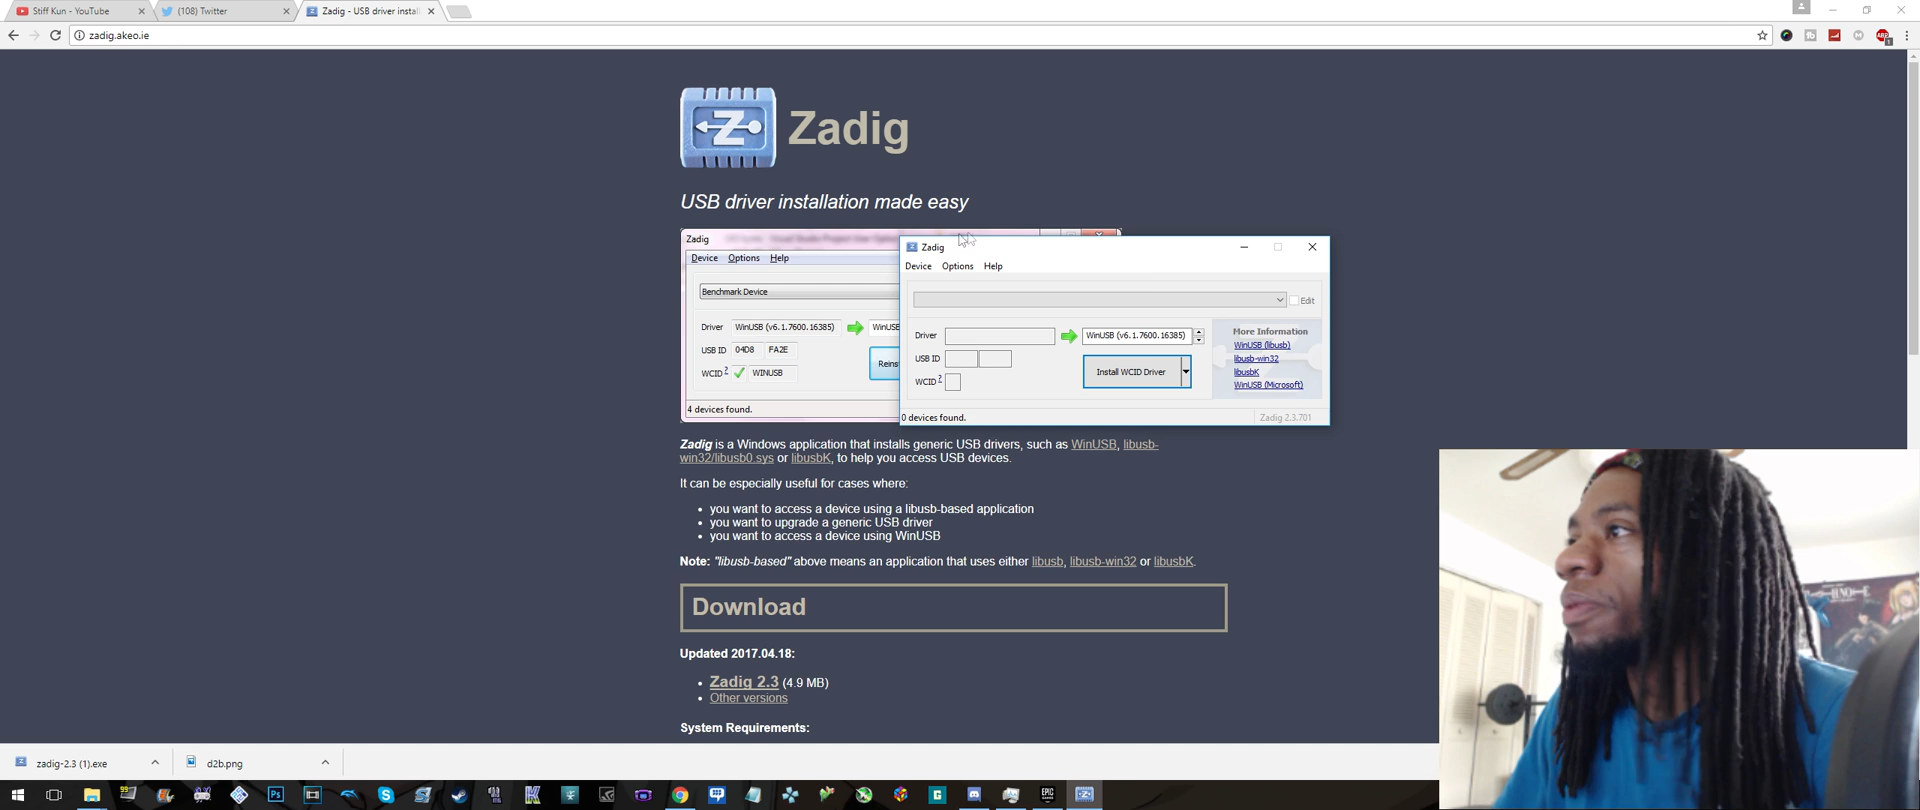 Stiff Kun - YouTube
(108) Twitter
Zadig - USB driver instal
zadig.akeo.ie
Zadig
USB driver installation made easy
Zadig
Device Options Help
Benchmark Device
Driver WinUSB (v6.1.7600.16385) WinUSB
USB ID 04D8 FA2E
WCID? WINUSB
Reins
4 devices found.
Zadig
Device Options Help
Edit
Driver WinUSB (v6.1.7600.16385)
USB ID
WCID?
Install WCID Driver
More Information
WinUSB (libusb)
libusb-win32
libusbK
WinUSB (Microsoft)
0 devices found.
Zadig 2.3.701
Zadig is a Windows application that installs generic USB drivers, such as WinUSB, libusb-
win32/libusb0.sys or libusbK, to help you access USB devices.
It can be especially useful for cases where:
you want to access a device using a libusb-based application
you want to upgrade a generic USB driver
you want to access a device using WinUSB
Note: "libusb-based" above means an application that uses either libusb, libusb-win32 or libusbK.
Download
Updated 2017.04.18:
Zadig 2.3 (4.9 MB)
Other versions
System Requirements:
zadig-2.3 (1).exe
d2b.png